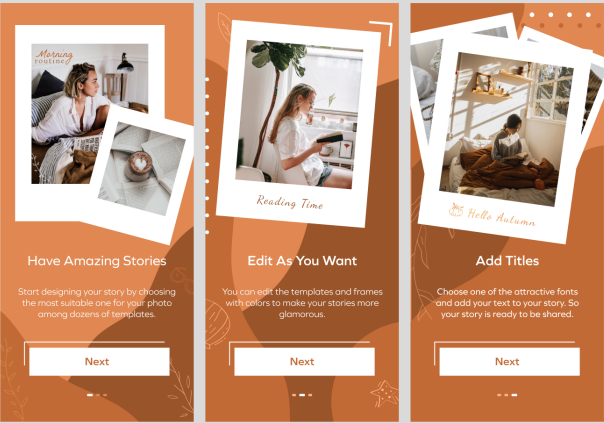 Morning
routine
Have Amazing Stories
Start designing your story by choosing
the most suitable one for your photo
among dozens of templates.
Next
Reading Time
Edit As You Want
You can edit the templates and frames
with colors to make your stories more
glamorous.
Next
Hello Autumn
Add Titles
Choose one of the attractive fonts
and add your text to your story. So
your story is ready to be shared.
Next